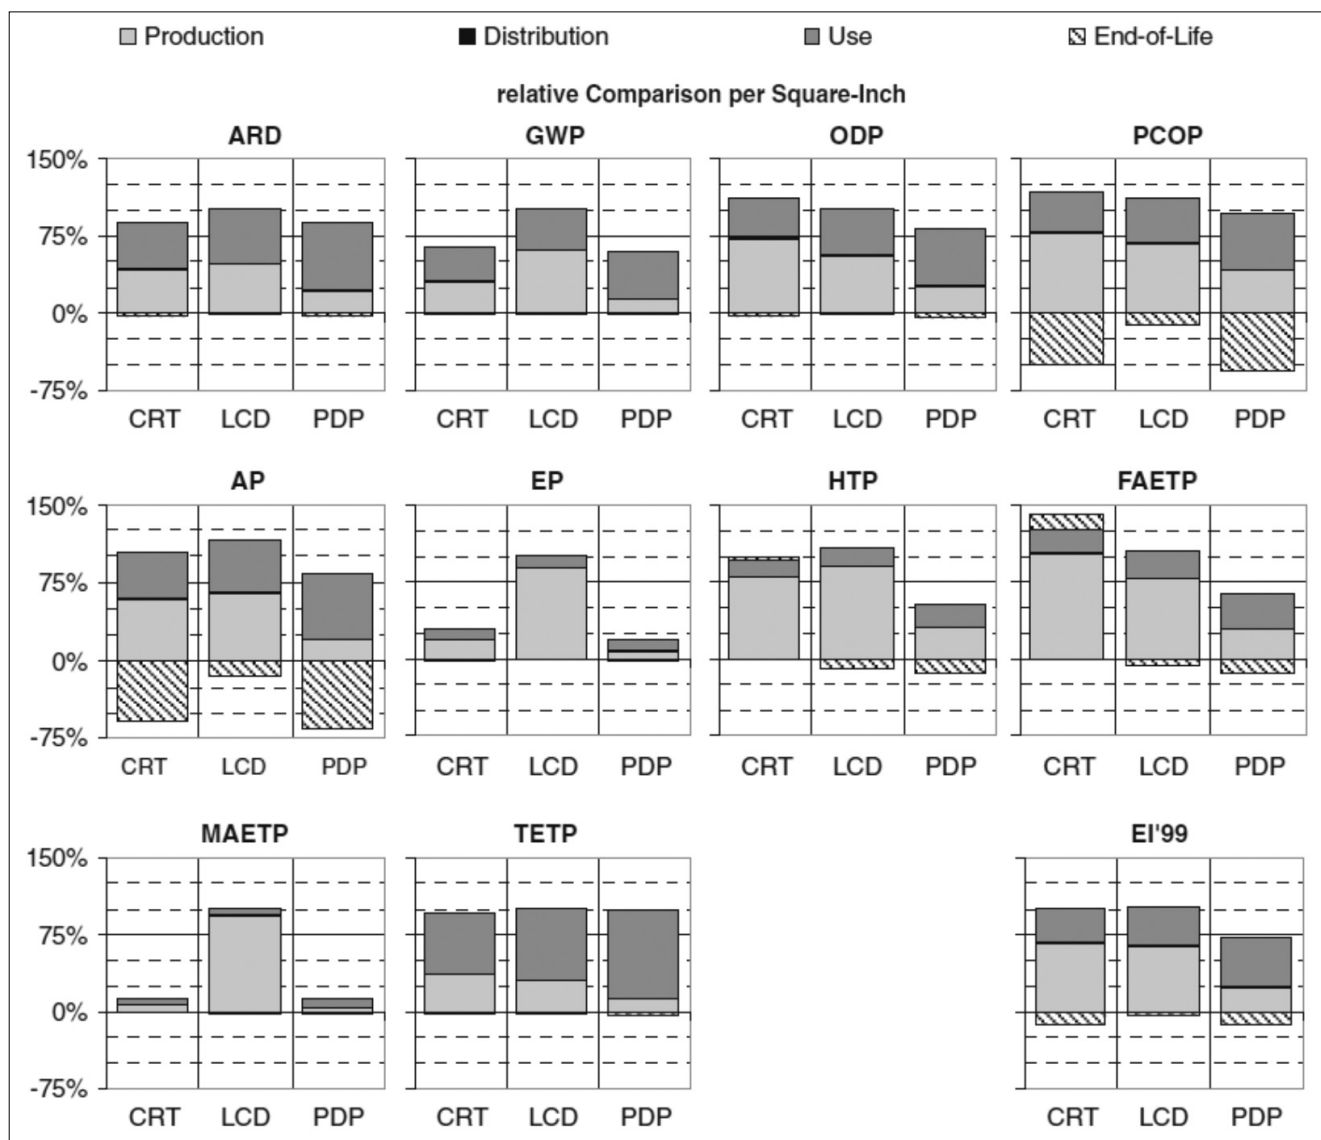 Production Distribution Use End-of-Life
relative Comparison per Square-Inch
ARD GWP ODP PCOP
150%
75%
0%
-75%
CRT LCD PDP CRT LCD PDP CRT LCD PDP CRT LCD PDP
AP EP HTP FAETP
150%
75%
0%
-75%
CRT LCD PDP CRT LCD PDP CRT LCD PDP CRT LCD PDP
MAETP TETP EI'99
150%
75%
0%
-75%
CRT LCD PDP CRT LCD PDP CRT LCD PDP